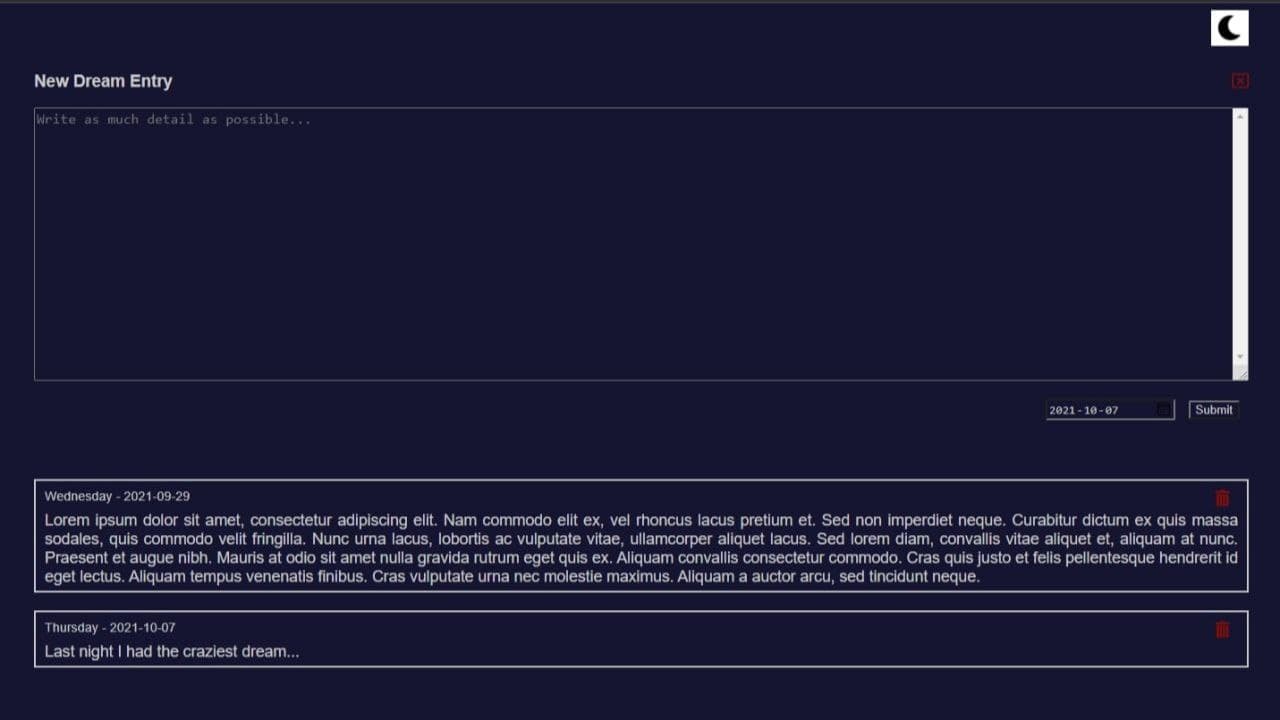 New Dream Entry
Write as much detail as possible...
2021-10-07
Submit
Wednesday - 2021-09-29
Lorem ipsum dolor sit amet, consectetur adipiscing elit. Nam commodo elit ex, vel rhoncus lacus pretium et. Sed non imperdiet neque. Curabitur dictum ex quis massa
sodales, quis commodo velit fringilla. Nunc urna lacus, lobortis ac vulputate vitae, ullamcorper aliquet lacus. Sed lorem diam, convallis vitae aliquet et, aliquam at nunc.
Praesent et augue nibh. Mauris at odio sit amet nulla gravida rutrum eget quis ex. Aliquam convallis consectetur commodo. Cras quis justo et felis pellentesque hendrerit id
eget lectus. Aliquam tempus venenatis finibus. Cras vulputate urna nec molestie maximus. Aliquam a auctor arcu, sed tincidunt neque.
Thursday - 2021-10-07
Last night I had the craziest dream...